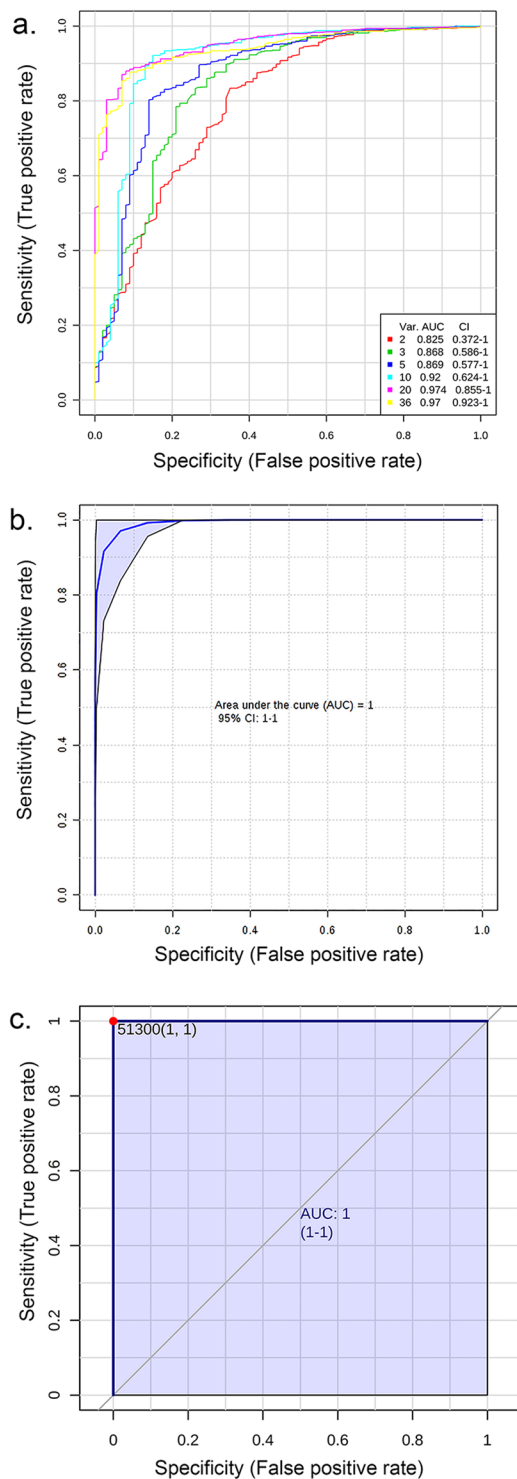 a.
Sensitivity (True positive rate)
1.0
0.8
0.6
0.4
0.2
0.0
Var. AUC CI
2 0.825 0.372-1
3 0.868 0.586-1
5 0.869 0.577-1
10 0.92 0.624-1
20 0.974 0.855-1
36 0.97 0.923-1
0.0 0.2 0.4 0.6 0.8 1.0
Specificity (False positive rate)
b.
Sensitivity (True positive rate)
1.0
0.8
0.6
0.4
0.2
0.0
Area under the curve (AUC) = 1
95% CI: 1-1
0.0 0.2 0.4 0.6 0.8 1.0
Specificity (False positive rate)
c.
Sensitivity (True positive rate)
1
0.8
0.6
0.4
0.2
0
51300(1, 1)
AUC: 1
(1-1)
0 0.2 0.4 0.6 0.8 1
Specificity (False positive rate)